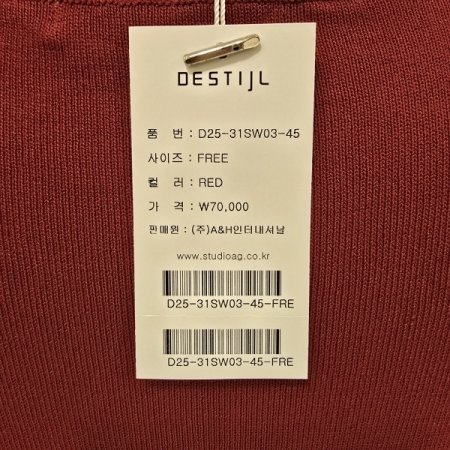 DESTIJL
품 번 : D25-31SW03-45
사이즈 : FREE
컬 러 : RED
가 격 : ₩70,000
판매원 : (주)A&H인터내셔날
www.studioag.co.kr
D25-31SW03-45-FRE
D25-31SW03-45-FRE